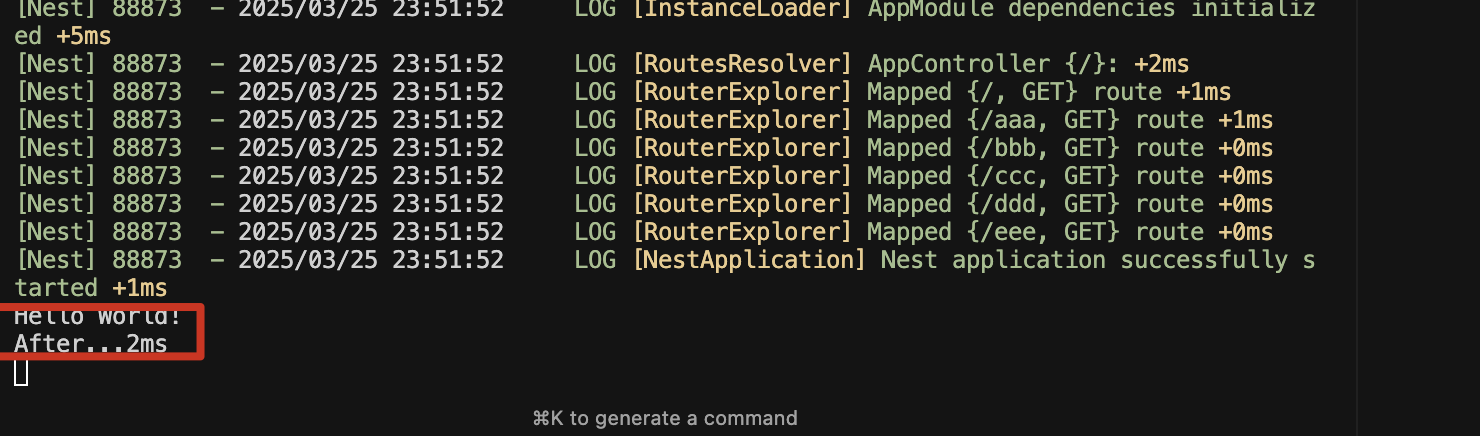 [Nest] 88873  - 2025/03/25 23:51:52     LOG [InstanceLoader] AppModule dependencies initializ
ed +5ms
[Nest] 88873  - 2025/03/25 23:51:52     LOG [RoutesResolver] AppController {/}: +2ms
[Nest] 88873  - 2025/03/25 23:51:52     LOG [RouterExplorer] Mapped {/, GET} route +1ms
[Nest] 88873  - 2025/03/25 23:51:52     LOG [RouterExplorer] Mapped {/aaa, GET} route +1ms
[Nest] 88873  - 2025/03/25 23:51:52     LOG [RouterExplorer] Mapped {/bbb, GET} route +0ms
[Nest] 88873  - 2025/03/25 23:51:52     LOG [RouterExplorer] Mapped {/ccc, GET} route +0ms
[Nest] 88873  - 2025/03/25 23:51:52     LOG [RouterExplorer] Mapped {/ddd, GET} route +0ms
[Nest] 88873  - 2025/03/25 23:51:52     LOG [RouterExplorer] Mapped {/eee, GET} route +0ms
[Nest] 88873  - 2025/03/25 23:51:52     LOG [NestApplication] Nest application successfully s
tarted +1ms
Hello World!
After...2ms
⌘K to generate a command